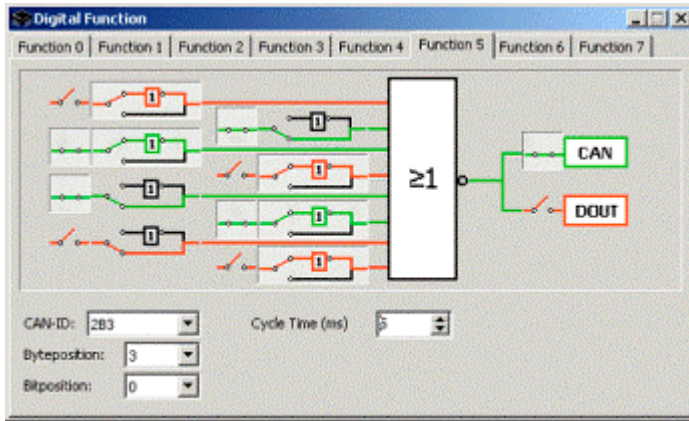 Digital Function
Function 0 Function 1 Function 2 Function 3 Function 4 Function 5 Function 6 Function 7
1
1
1
1
1
1
1
1
≥1
CAN
DOUT
CAN-ID: 2B3 Cycle Time (ms) 5
Byteposition: 3
Bitposition: 0